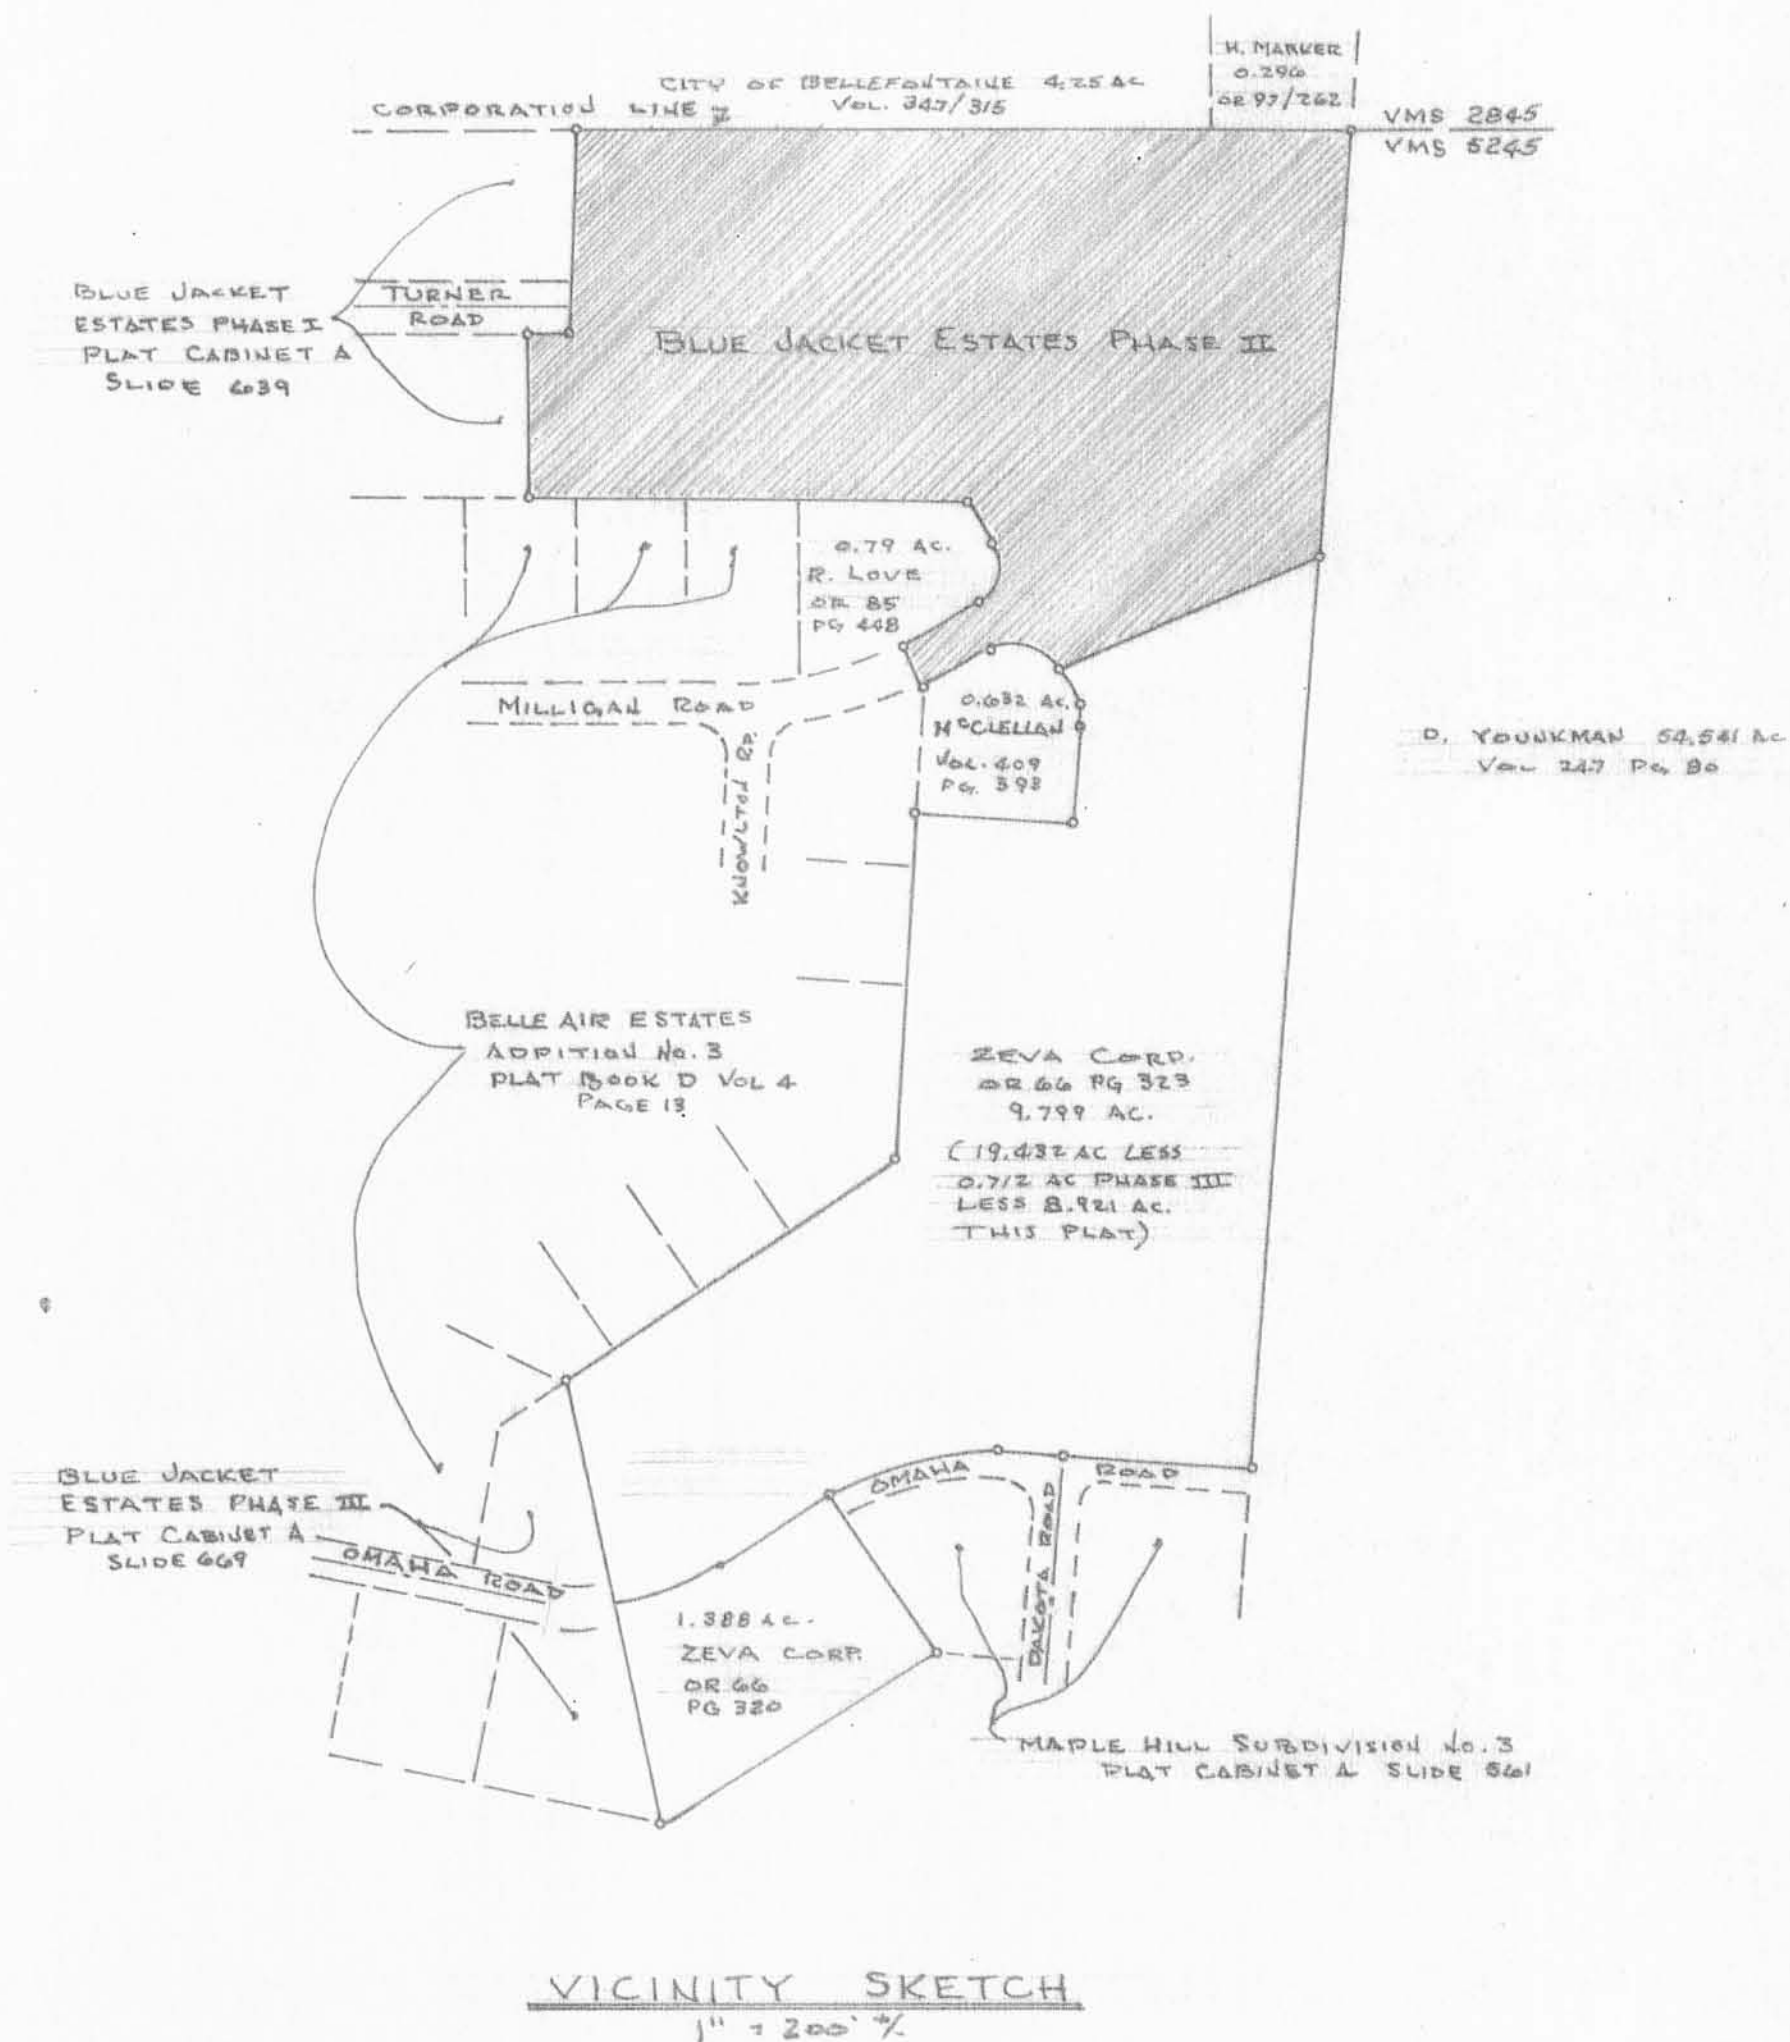 H. MARKER
0.296
OR 97/262
CITY OF BELLEFONTAINE 4.25 AC
VOL. 347/315
CORPORATION LINE
VMS 2845
VMS 5245
BLUE JACKET
ESTATES PHASE I
PLAT CABINET A
SLIDE 639
TURNER
ROAD
BLUE JACKET ESTATES PHASE II
0.79 AC.
R. LOVE
OR 85
PG 448
MILLIGAN ROAD
KNOWLTON RD.
0.632 AC.
McCLELLAN
VOL. 409
PG. 393
D. YOUNKMAN 54.541 AC
VOL 247 PG 80
BELLE AIR ESTATES
ADDITION No. 3
PLAT BOOK D VOL 4
PAGE 13
ZEVA CORP.
OR 66 PG 323
9.799 AC.
(19.432 AC LESS
0.712 AC PHASE III
LESS 8.921 AC.
THIS PLAT)
BLUE JACKET
ESTATES PHASE III
PLAT CABINET A
SLIDE 669
OMAHA ROAD
OMAHA ROAD
DAKOTA ROAD
1.388 AC.
ZEVA CORP.
OR 66
PG 320
MAPLE HILL SUBDIVISION No. 3
PLAT CABINET A SLIDE 561
VICINITY SKETCH
1" = 200' +/-